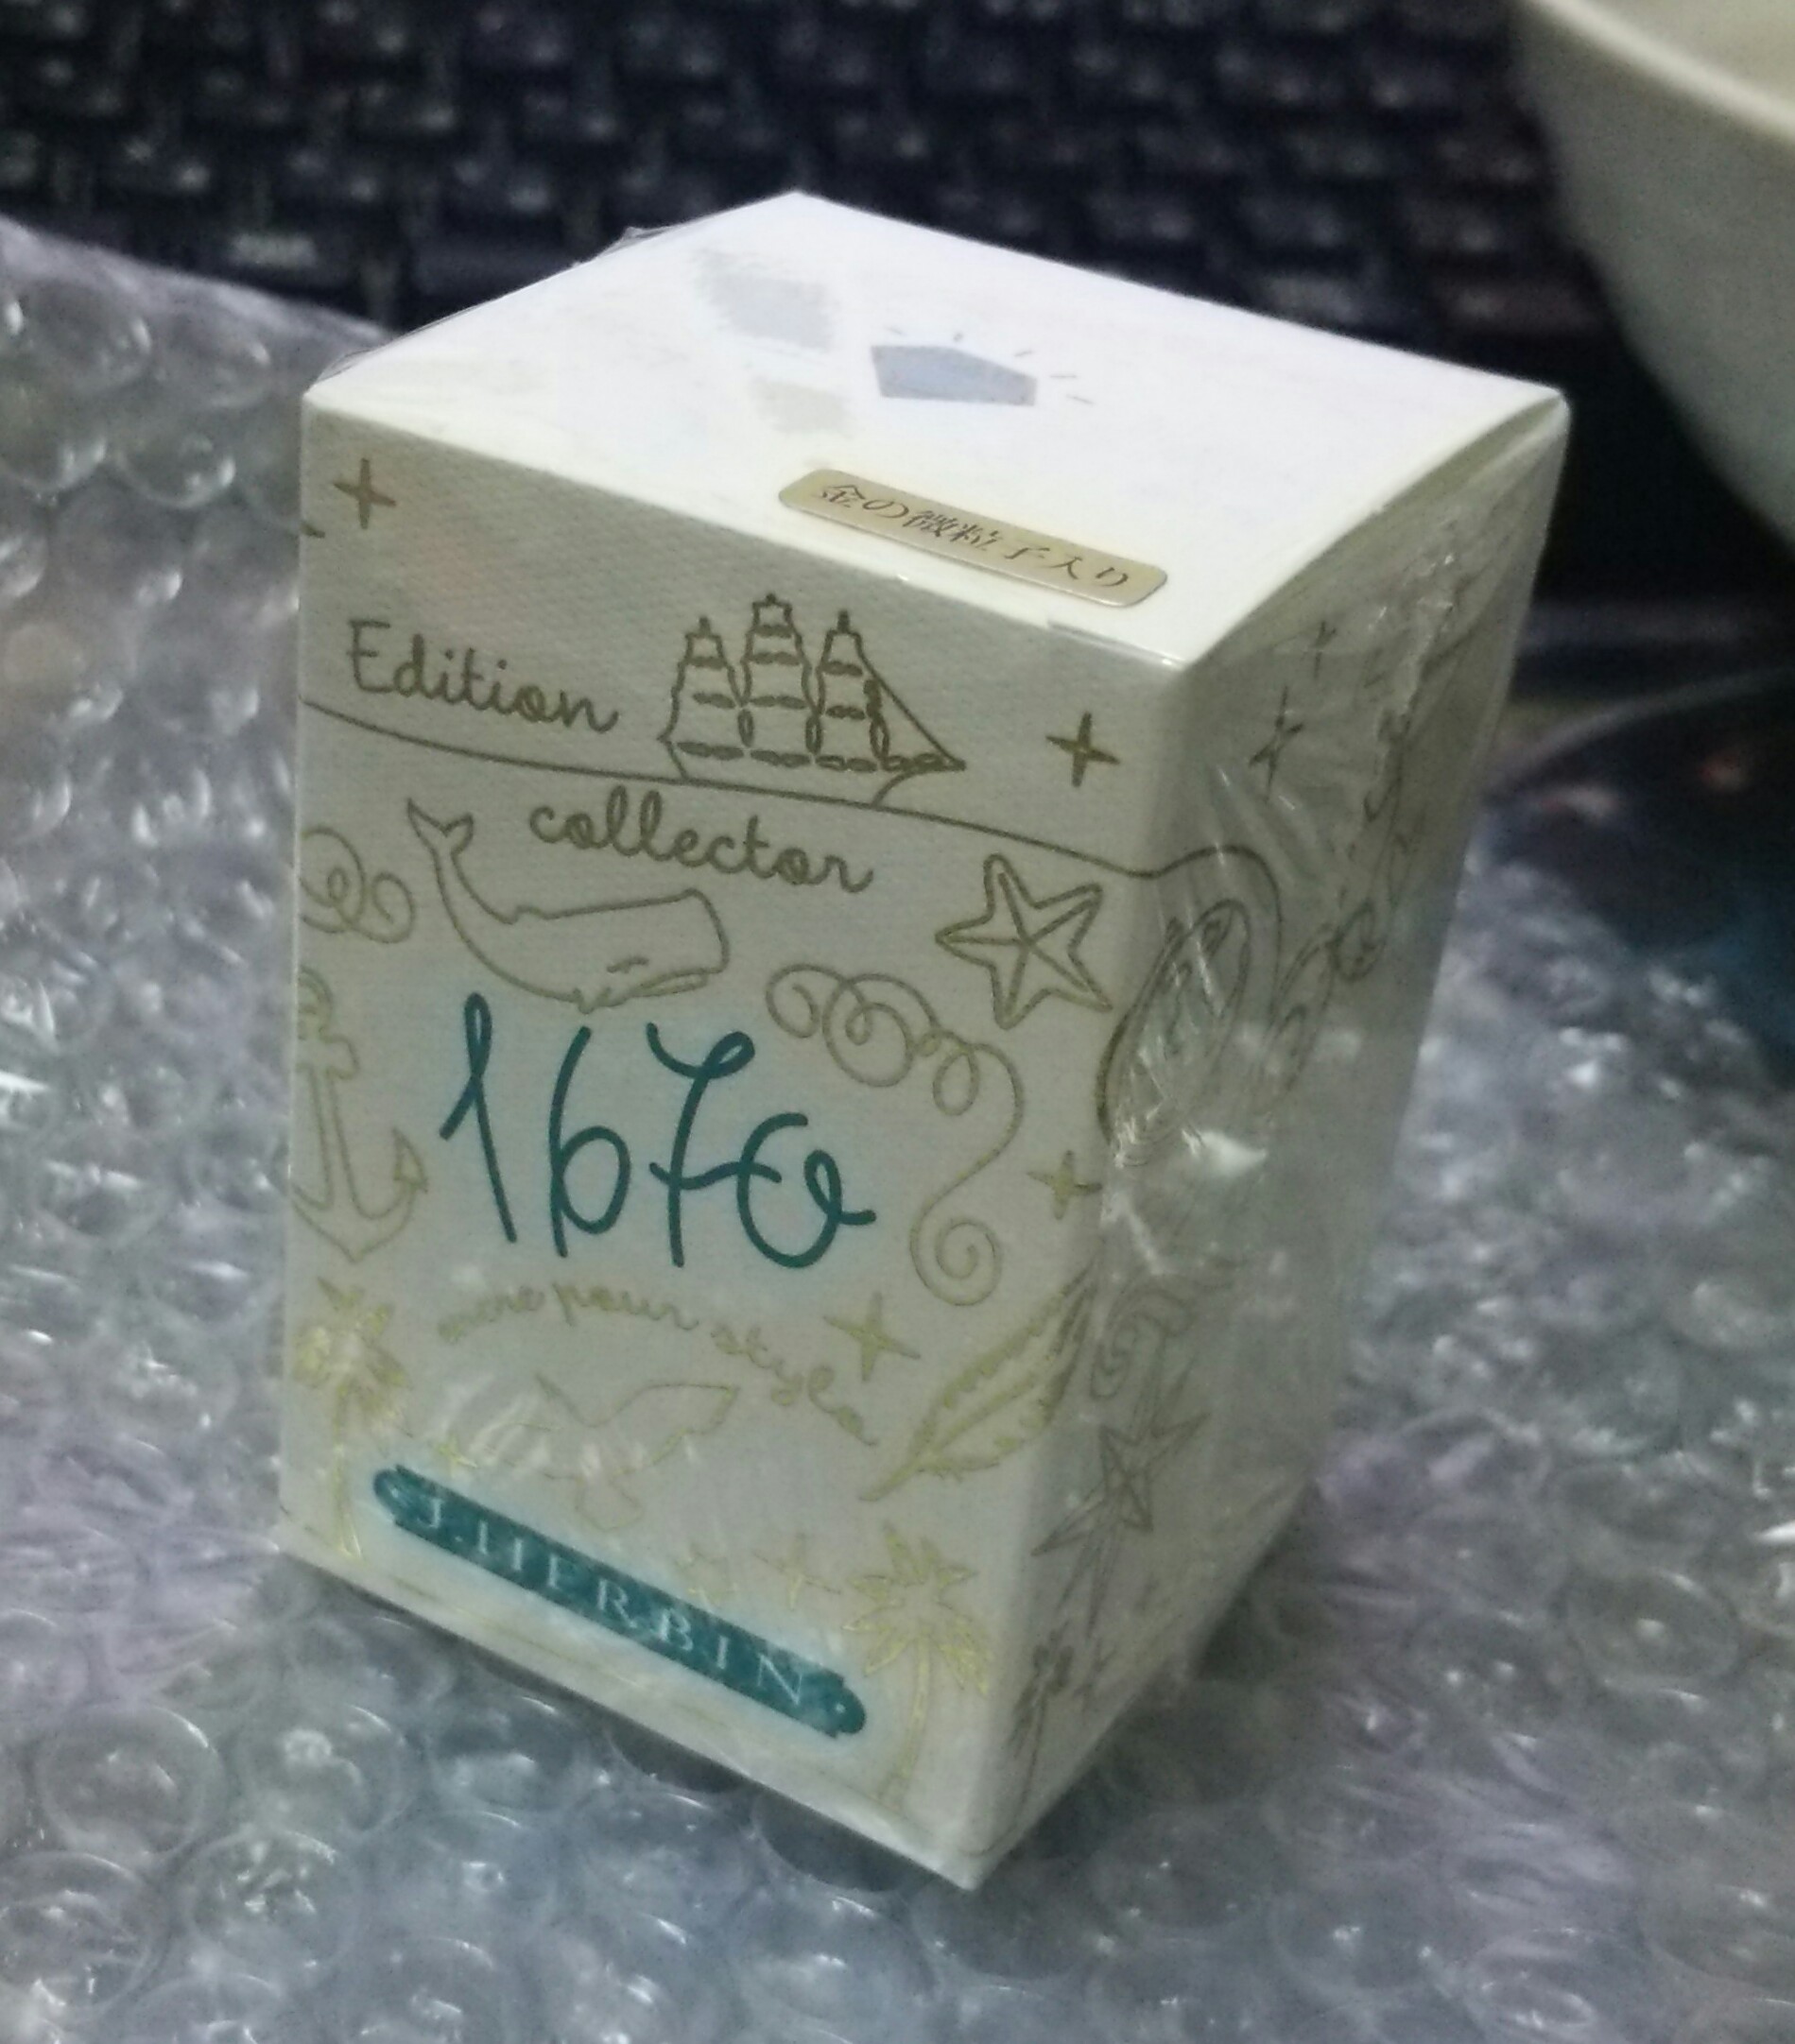 金の微粒子入り
Edition
collector
1670
encre pour stylo
J.HERBIN